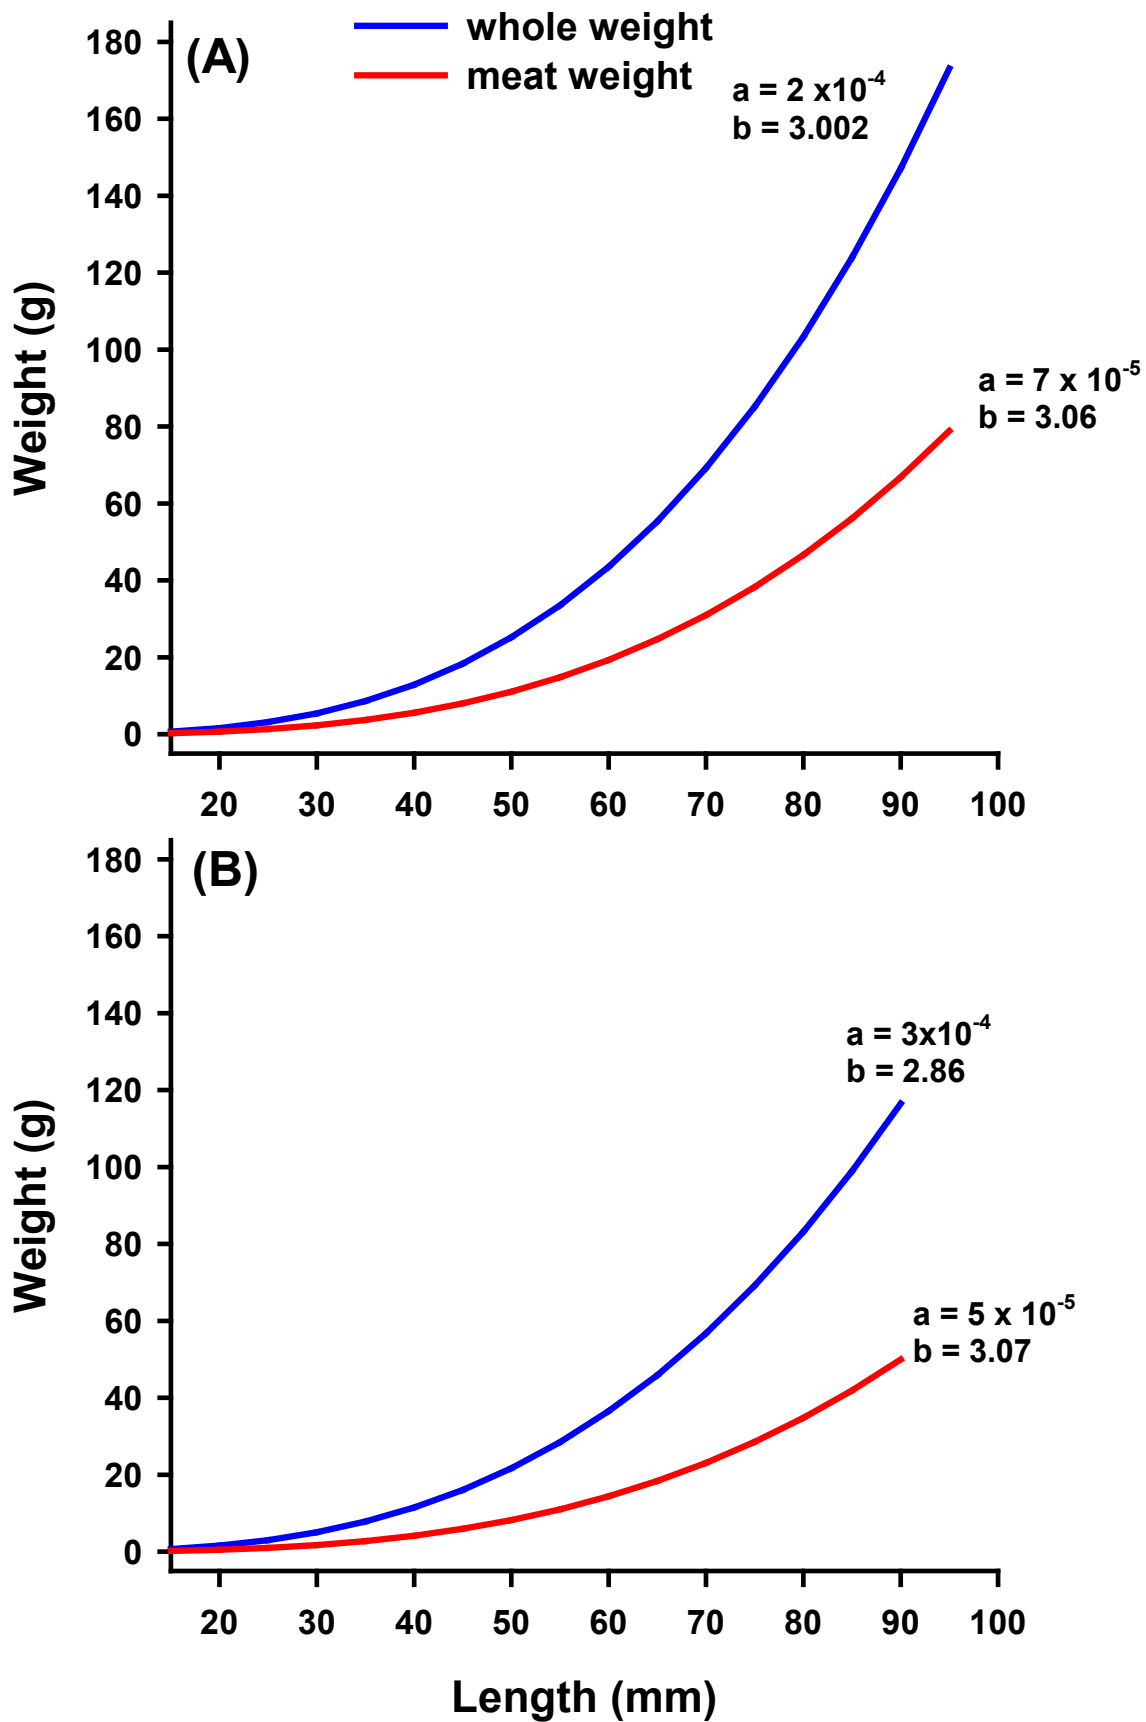 whole weight
meat weight
(A)
a = 2 x10-4
b = 3.002
a = 7 x 10-5
b = 3.06
Weight (g)
180
160
140
120
100
80
60
40
20
0
20 30 40 50 60 70 80 90 100
(B)
a = 3x10-4
b = 2.86
a = 5 x 10-5
b = 3.07
Weight (g)
180
160
140
120
100
80
60
40
20
0
20 30 40 50 60 70 80 90 100
Length (mm)